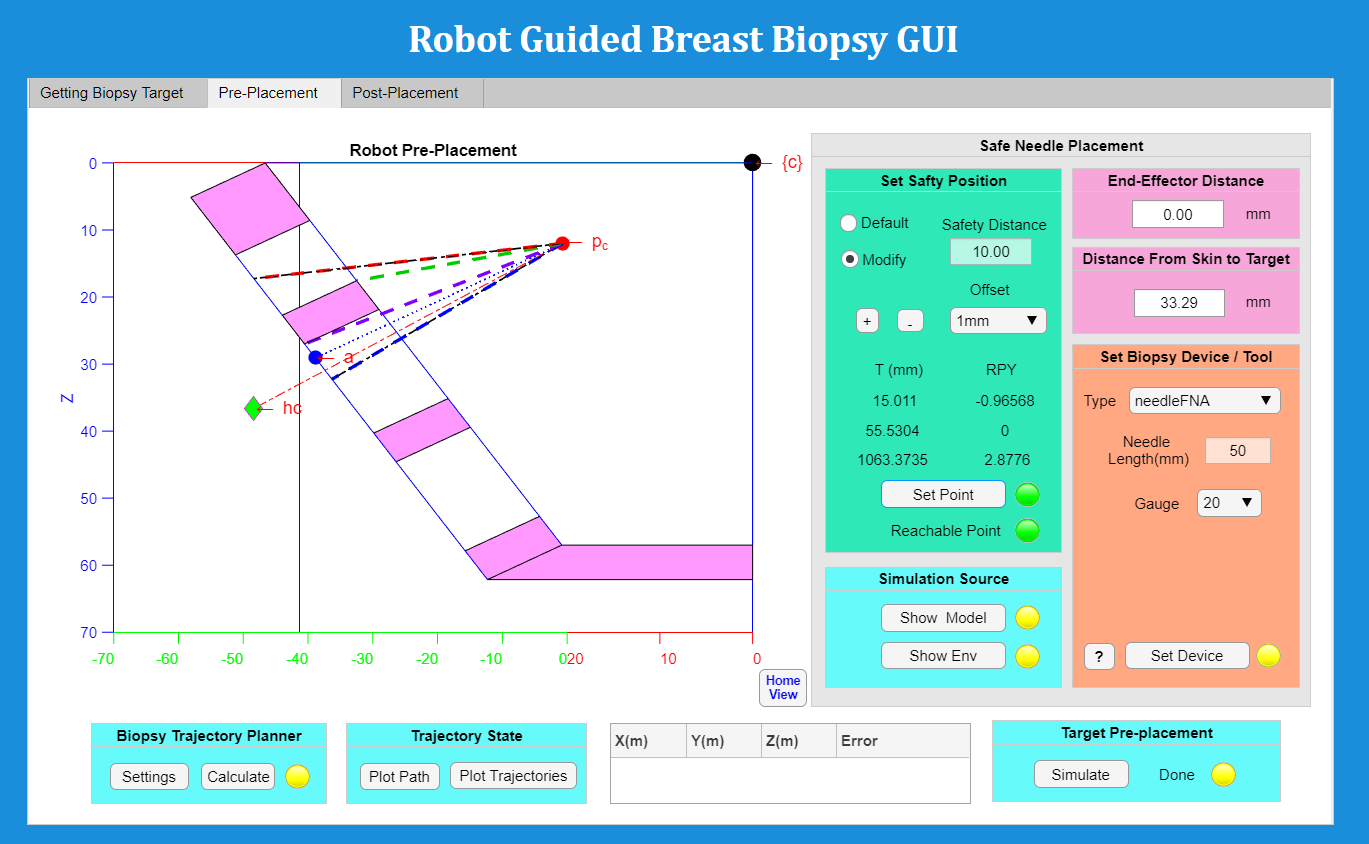 Robot Guided Breast Biopsy GUI
Getting Biopsy Target
Pre-Placement
Post-Placement
Robot Pre-Placement
0
10
20
30
40
50
60
70
Z
-70
-60
-50
-40
-30
-20
-10
0
20
10
0
{c}
pc
a
hc
Home
View
Safe Needle Placement
Set Safty Position
Default
Modify
Safety Distance
10.00
Offset
+
-
1mm
T (mm) RPY
15.011 -0.96568
55.5304 0
1063.3735 2.8776
Set Point
Reachable Point
Simulation Source
Show Model
Show Env
End-Effector Distance
0.00 mm
Distance From Skin to Target
33.29 mm
Set Biopsy Device / Tool
Type needleFNA
Needle
Length(mm)
50
Gauge 20
? Set Device
Biopsy Trajectory Planner
Settings Calculate
Trajectory State
Plot Path Plot Trajectories
X(m) Y(m) Z(m) Error
Target Pre-placement
Simulate Done